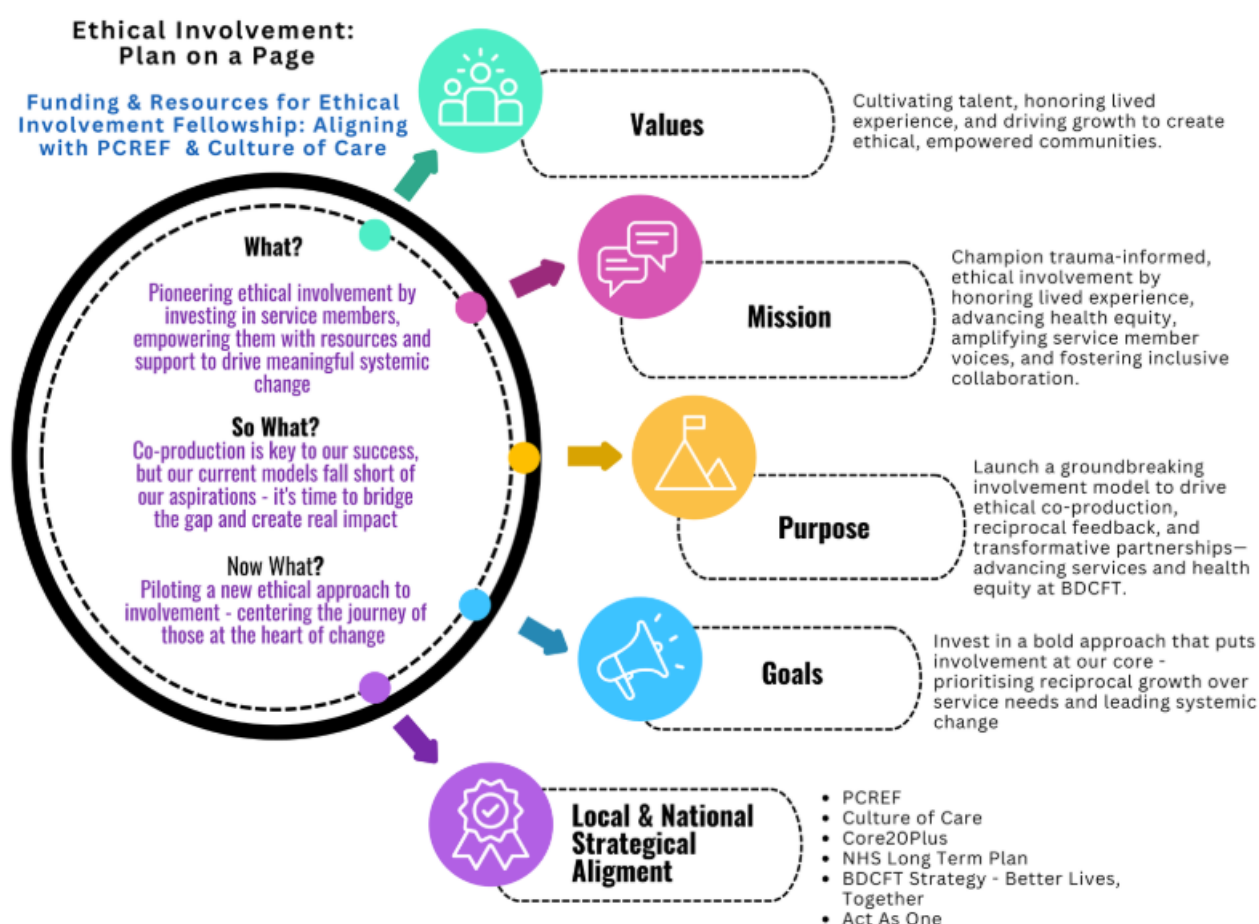 Ethical Involvement:
Plan on a Page
Funding & Resources for Ethical
Involvement Fellowship: Aligning
with PCREF & Culture of Care
What?
Pioneering ethical involvement by
investing in service members,
empowering them with resources and
support to drive meaningful systemic
change
So What?
Co-production is key to our success,
but our current models fall short of
our aspirations - it's time to bridge
the gap and create real impact
Now What?
Piloting a new ethical approach to
involvement - centering the journey of
those at the heart of change
Values
Cultivating talent, honoring lived
experience, and driving growth to create
ethical, empowered communities.
Mission
Champion trauma-informed,
ethical involvement by
honoring lived experience,
advancing health equity,
amplifying service member
voices, and fostering inclusive
collaboration.
Purpose
Launch a groundbreaking
involvement model to drive
ethical co-production,
reciprocal feedback, and
transformative partnerships—
advancing services and health
equity at BDCFT.
Goals
Invest in a bold approach that puts
involvement at our core -
prioritising reciprocal growth over
service needs and leading systemic
change
Local & National
Strategical
Aligment
• PCREF
• Culture of Care
• Core20Plus
• NHS Long Term Plan
• BDCFT Strategy - Better Lives,
Together
• Act As One